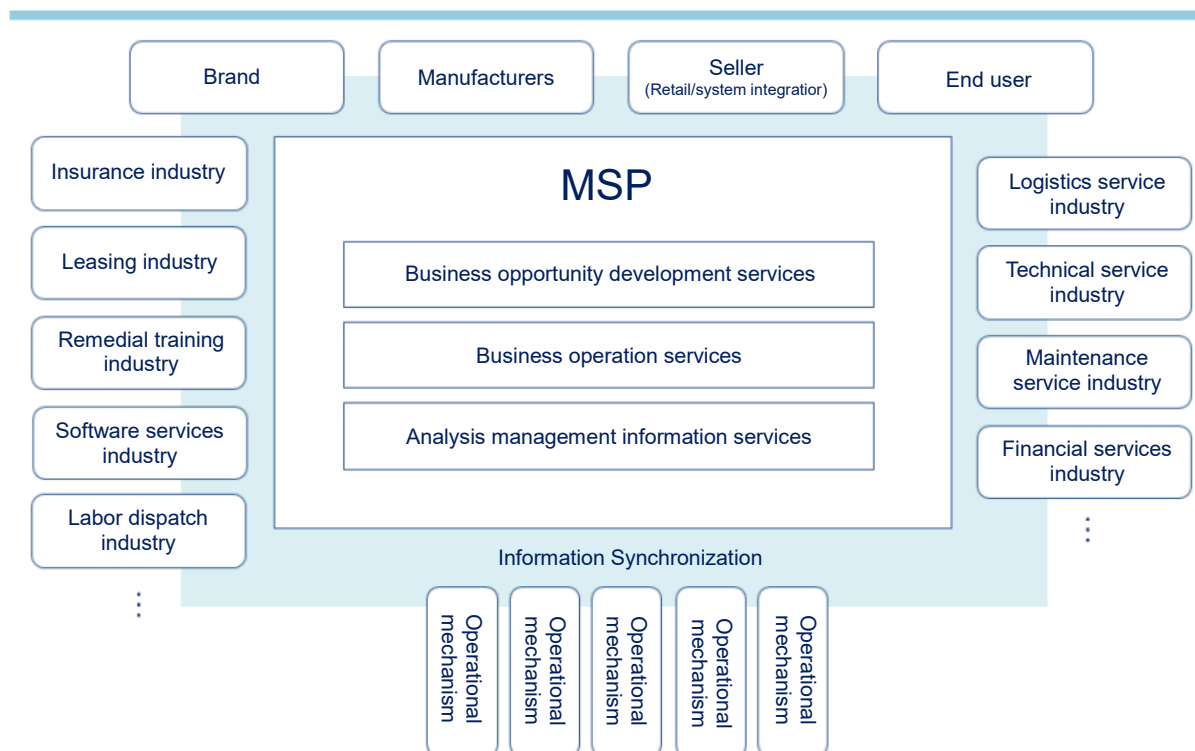 Brand
Manufacturers
Seller
(Retail/system integratior)
End user
Insurance industry
Leasing industry
Remedial training
industry
Software services
industry
Labor dispatch
industry
⋮
MSP
Business opportunity development services
Business operation services
Analysis management information services
Information Synchronization
Logistics service
industry
Technical service
industry
Maintenance
service industry
Financial services
industry
⋮
Operational
mechanism
Operational
mechanism
Operational
mechanism
Operational
mechanism
Operational
mechanism